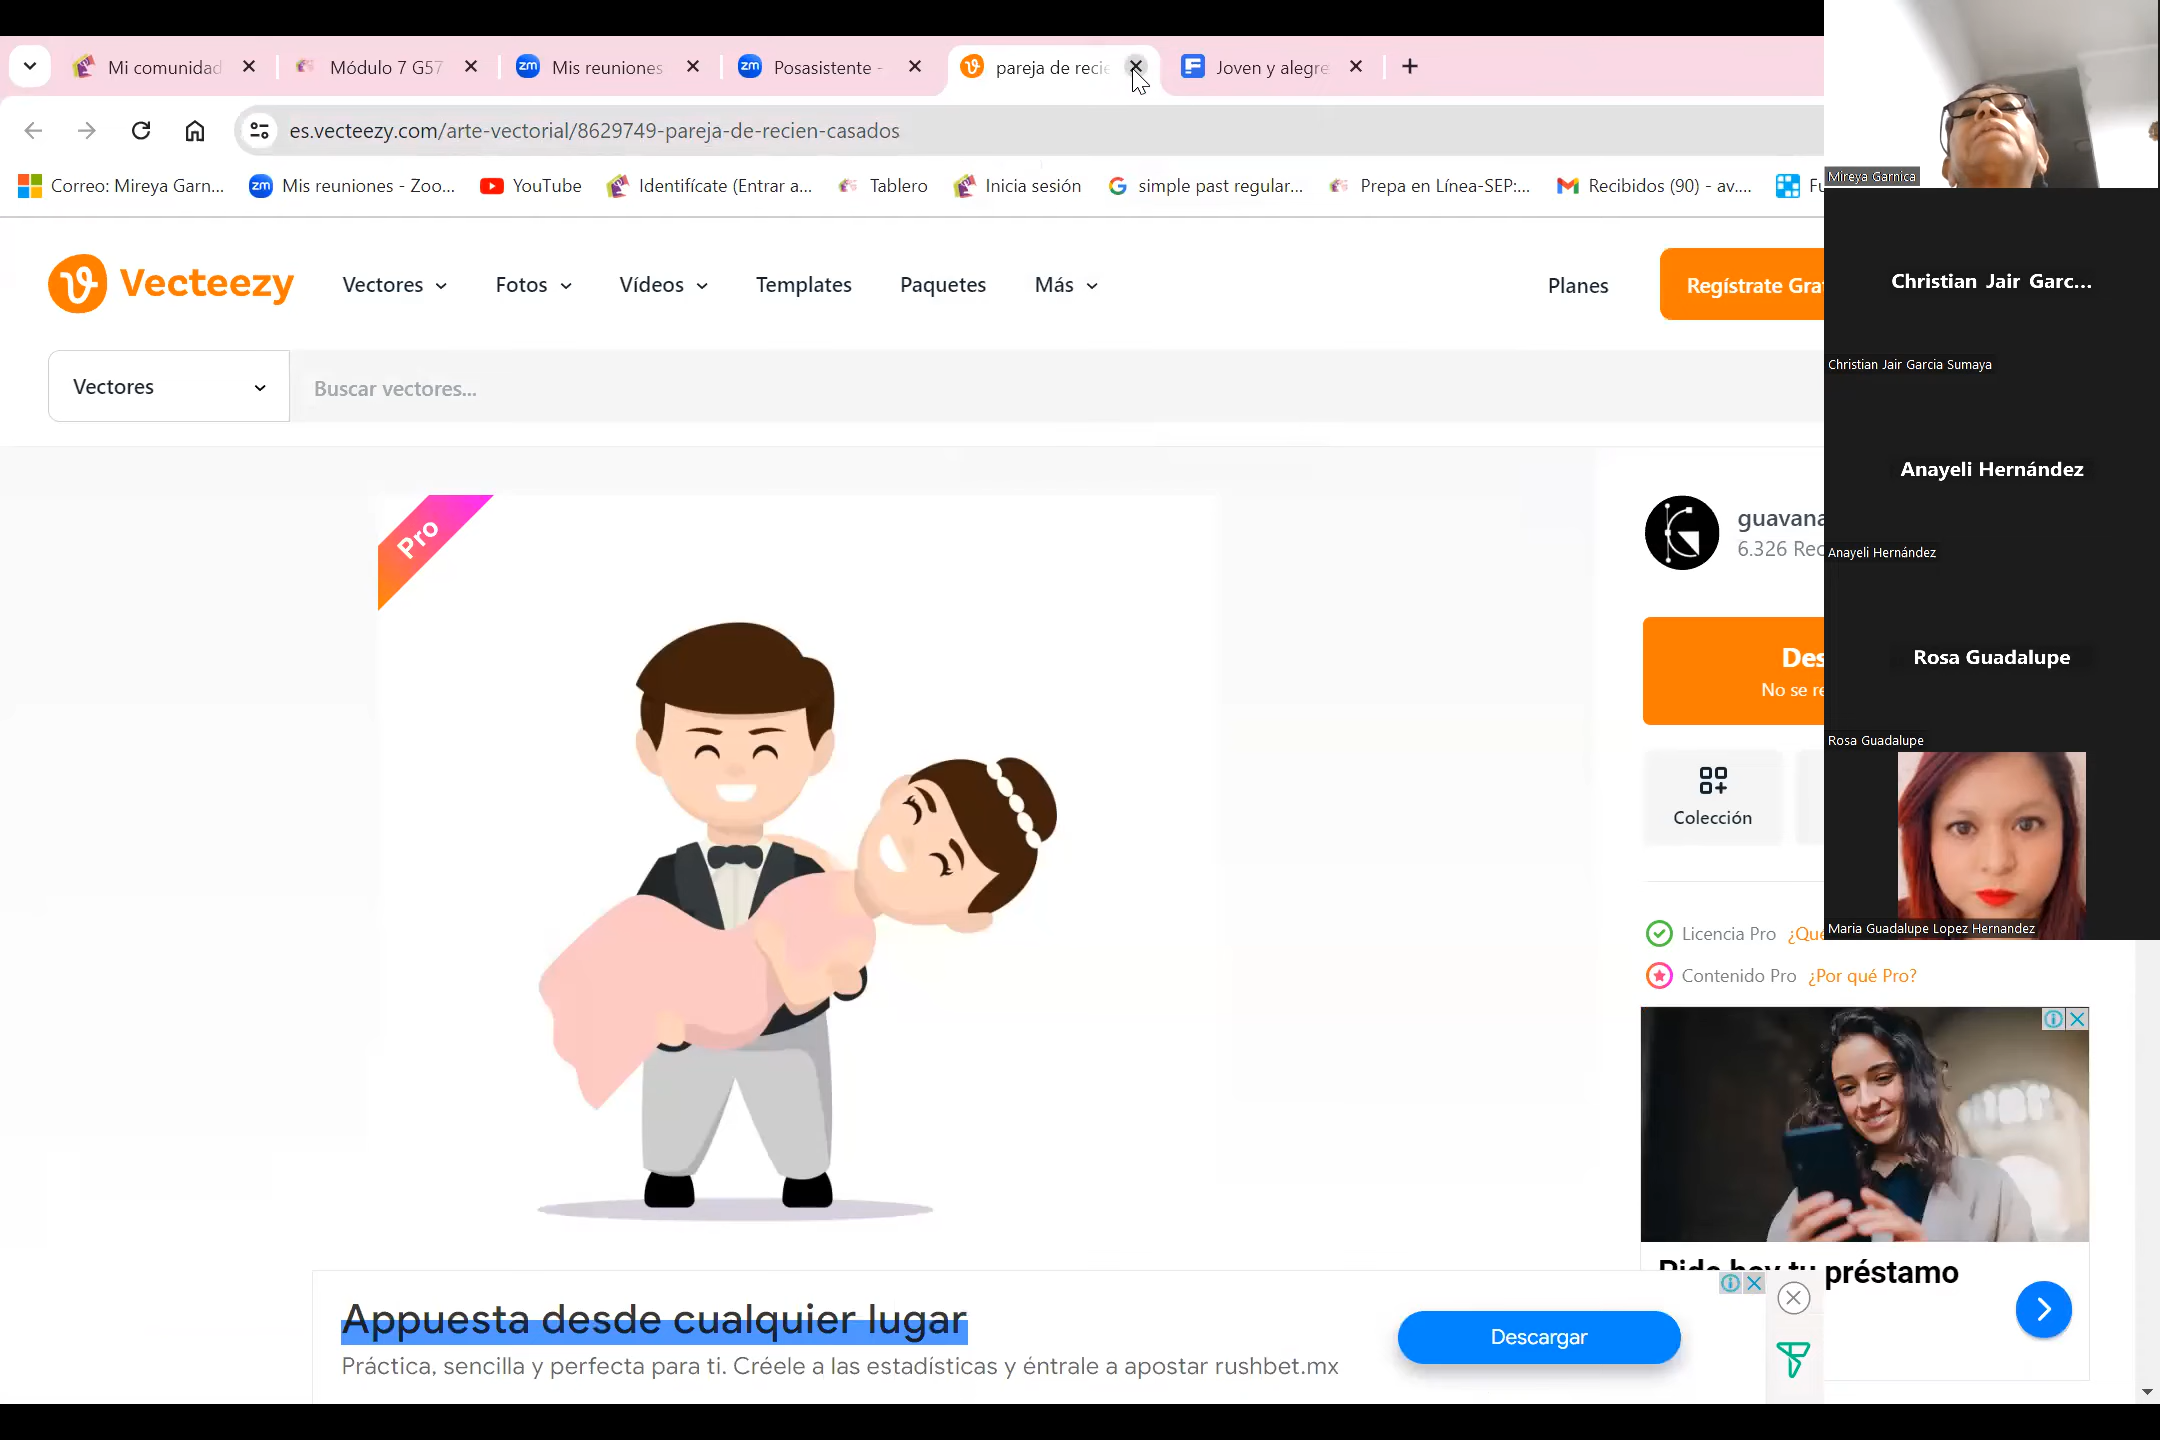 Mi comunidad
Módulo 7 G57
zm Mis reuniones
zm Posasistente -
pareja de recie
Joven y alegre
es.vecteezy.com/arte-vectorial/8629749-pareja-de-recien-casados
Correo: Mireya Garn...
zm Mis reuniones - Zoo...
YouTube
Identifícate (Entrar a...
Tablero
Inicia sesión
simple past regular...
Prepa en Línea-SEP:...
Recibidos (90) - av....
Vecteezy
Vectores
Fotos
Vídeos
Templates
Paquetes
Más
Planes
Regístrate Gra
Vectores
Buscar vectores...
Pro
guavana
6.326 Rec
Des
No se re
Colección
Licencia Pro ¿Qué
Contenido Pro ¿Por qué Pro?
préstamo
Appuesta desde cualquier lugar
Práctica, sencilla y perfecta para ti. Créele a las estadísticas y éntrale a apostar rushbet.mx
Descargar
Mireya Garnica
Christian Jair Garc...
Christian Jair Garcia Sumaya
Anayeli Hernández
Anayeli Hernández
Rosa Guadalupe
Rosa Guadalupe
Maria Guadalupe Lopez Hernandez